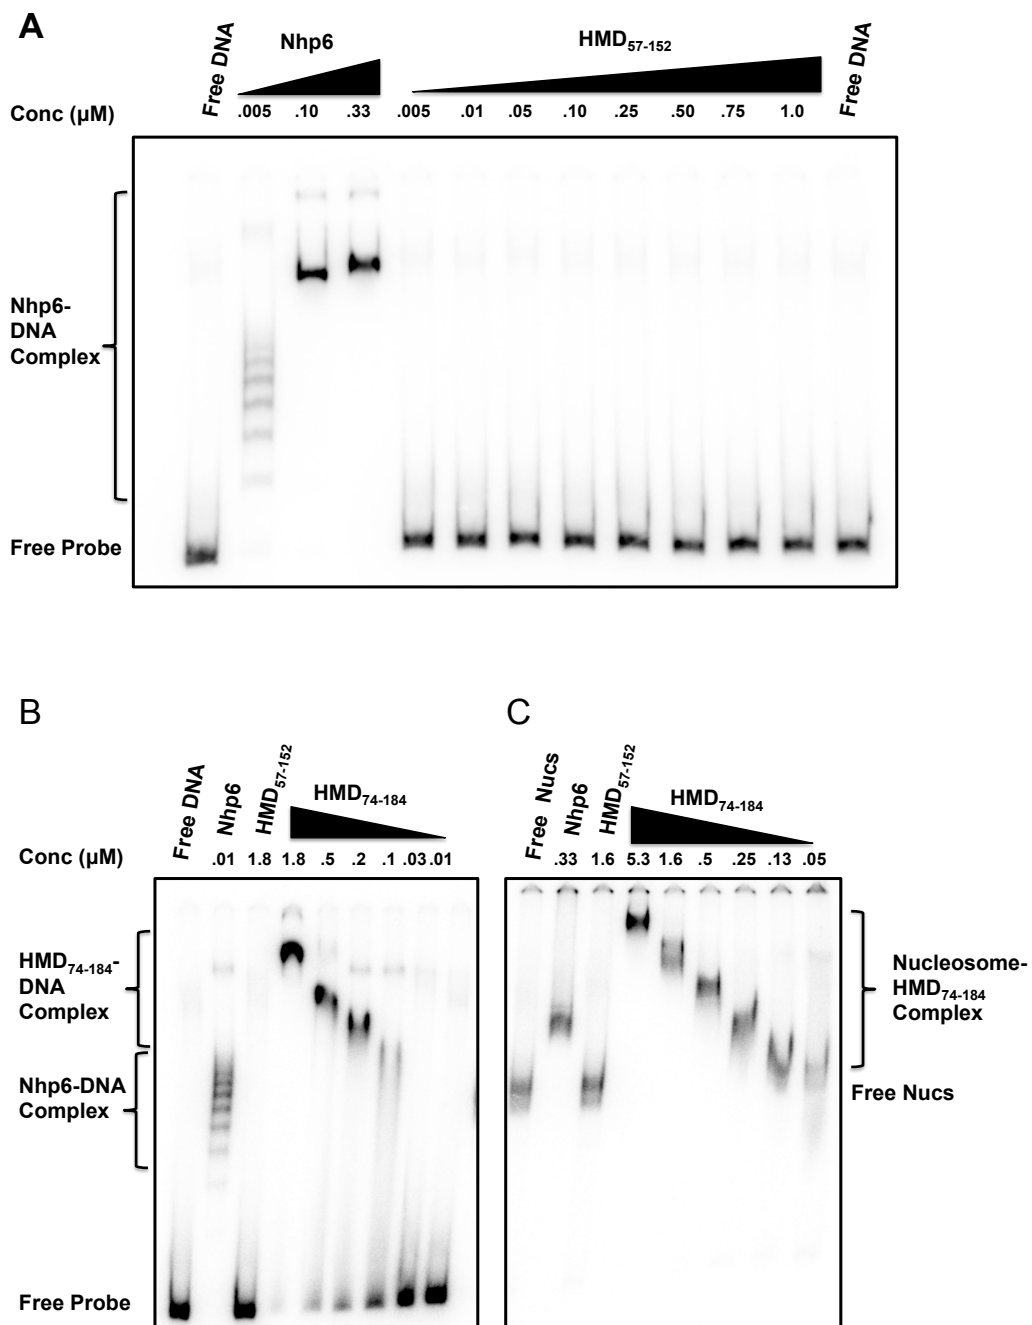 A
Free DNA
Nhp6
HMD57-152
Free DNA
Conc (µM)
.005 .10 .33 .005 .01 .05 .10 .25 .50 .75 1.0
Nhp6-
DNA
Complex
Free Probe
B
Free DNA
Nhp6
HMD57-152
HMD74-184
Conc (µM)
.01 1.8 1.8 .5 .2 .1 .03 .01
HMD74-184-
DNA
Complex
Nhp6-DNA
Complex
Free Probe
C
Free Nucs
Nhp6
HMD57-152
HMD74-184
.33 1.6 5.3 1.6 .5 .25 .13 .05
Nucleosome-
HMD74-184
Complex
Free Nucs